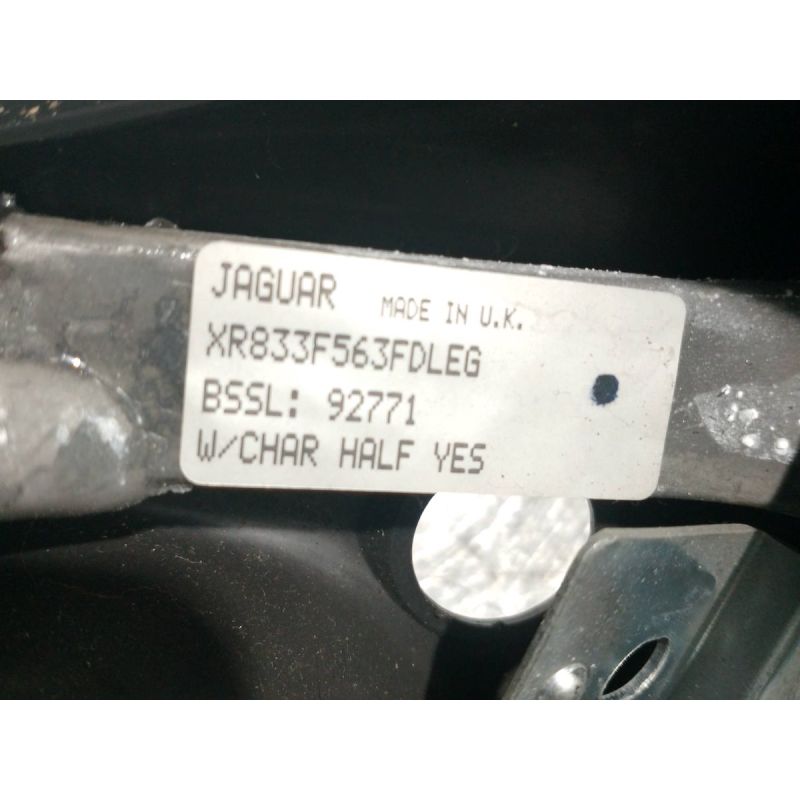 JAGUAR MADE IN U.K.
XR833F563FDLEG
BSSL: 92771
W/CHAR HALF YES